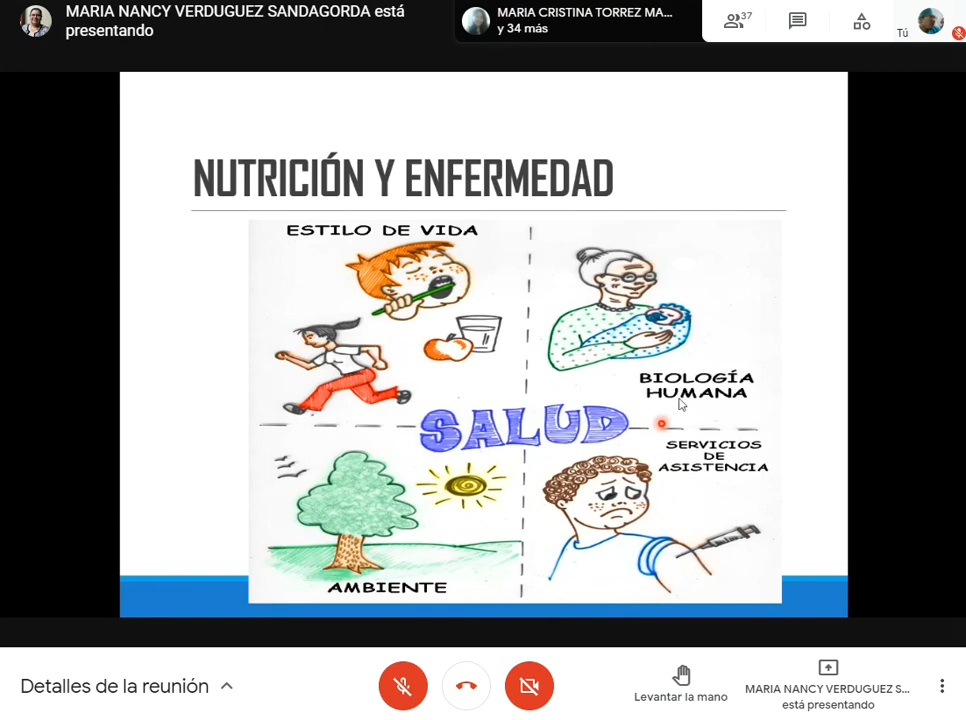 MARIA NANCY VERDUGUEZ SANDAGORDA está
presentando
MARIA CRISTINA TORREZ MA...
y 34 más
37
Tú
NUTRICIÓN Y ENFERMEDAD
ESTILO DE VIDA
BIOLOGÍA
HUMANA
SALUD
SERVICIOS
DE
ASISTENCIA
AMBIENTE
Detalles de la reunión
Levantar la mano
MARIA NANCY VERDUGUEZ S...
está presentando